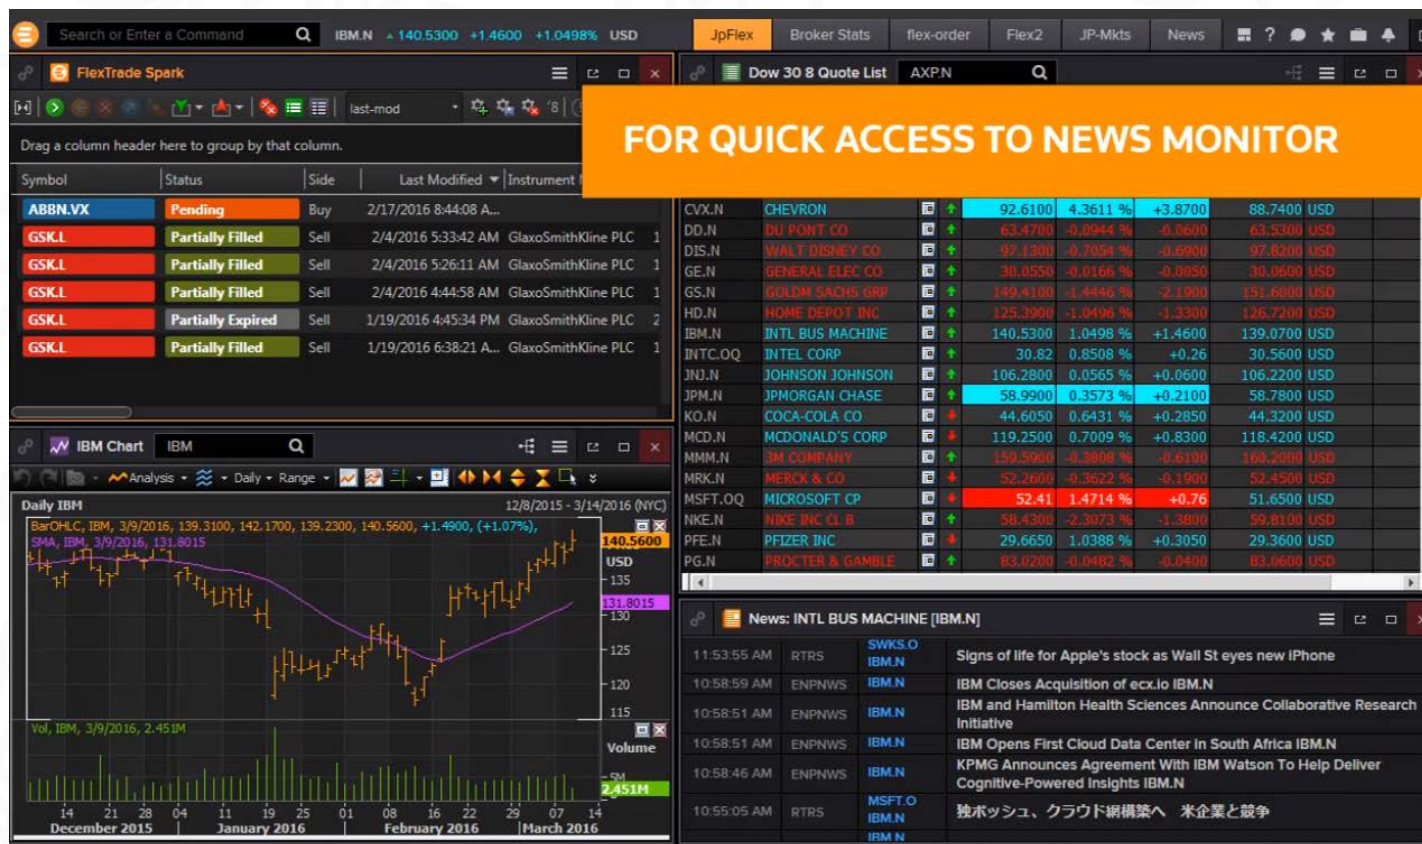 Search or Enter a Command
IBM.N 140.5300 +1.4600 +1.0498% USD
JpFlex Broker Stats flex-order Flex2 JP-Mkts News ?
FlexTrade Spark
last-mod
Drag a column header here to group by that column.
Symbol Status Side Last Modified Instrument
ABBN.VX Pending Buy 2/17/2016 8:44:08 A...
GSK.L Partially Filled Sell 2/4/2016 5:33:42 AM GlaxoSmithKline PLC 1
GSK.L Partially Filled Sell 2/4/2016 5:26:11 AM GlaxoSmithKline PLC 1
GSK.L Partially Filled Sell 2/4/2016 4:44:58 AM GlaxoSmithKline PLC 1
GSK.L Partially Expired Sell 1/19/2016 4:45:34 PM GlaxoSmithKline PLC 2
GSK.L Partially Filled Sell 1/19/2016 6:38:21 A... GlaxoSmithKline PLC 1
Dow 30 8 Quote List AXP.N
FOR QUICK ACCESS TO NEWS MONITOR
CVX.N CHEVRON 92.6100 4.3611 % +3.8700 88.7400 USD
DD.N DU PONT CO 63.4700 -0.0944 % -0.0600 63.5300 USD
DIS.N WALT DISNEY CO 97.1300 -0.7054 % -0.6900 97.8200 USD
GE.N GENERAL ELEC CO 30.0550 -0.0166 % -0.0050 30.0600 USD
GS.N GOLDM SACHS GRP 149.4100 -1.4446 % -2.1900 151.6000 USD
HD.N HOME DEPOT INC 125.3900 -1.0496 % -1.3300 126.7200 USD
IBM.N INTL BUS MACHINE 140.5300 1.0498 % +1.4600 139.0700 USD
INTC.OQ INTEL CORP 30.82 0.8508 % +0.26 30.5600 USD
JNJ.N JOHNSON JOHNSON 106.2800 0.0565 % +0.0600 106.2200 USD
JPM.N JPMORGAN CHASE 58.9900 0.3573 % +0.2100 58.7800 USD
KO.N COCA-COLA CO 44.6050 0.6431 % +0.2850 44.3200 USD
MCD.N MCDONALD'S CORP 119.2500 0.7009 % +0.8300 118.4200 USD
MMM.N 3M COMPANY 159.5900 -0.3808 % -0.6100 160.2000 USD
MRK.N MERCK & CO 52.2600 -0.3622 % -0.1900 52.4500 USD
MSFT.OQ MICROSOFT CP 52.41 1.4714 % +0.76 51.6500 USD
NKE.N NIKE INC CL B 58.4300 -2.3073 % -1.3800 59.8100 USD
PFE.N PFIZER INC 29.6650 1.0388 % +0.3050 29.3600 USD
PG.N PROCTER & GAMBLE 83.0200 -0.0482 % -0.0400 83.0600 USD
IBM Chart IBM
Analysis Daily Range
Daily IBM 12/8/2015 - 3/14/2016 (NYC)
BarOHLC, IBM, 3/9/2016, 139.3100, 142.1700, 139.2300, 140.5600, +1.4900, (+1.07%),
SMA, IBM, 3/9/2016, 131.8015
140.5600
USD
135
131.8015
130
125
120
115
Vol, IBM, 3/9/2016, 2.451M
Volume
5M
2.451M
14 21 28 04 11 19 25 01 08 16 22 29 07 14
December 2015 January 2016 February 2016 March 2016
News: INTL BUS MACHINE [IBM.N]
11:53:55 AM RTRS SWKS.O IBM.N Signs of life for Apple's stock as Wall St eyes new iPhone
10:58:59 AM ENPNWS IBM.N IBM Closes Acquisition of ecx.io IBM.N
10:58:51 AM ENPNWS IBM.N IBM and Hamilton Health Sciences Announce Collaborative Research
Initiative
10:58:51 AM ENPNWS IBM.N IBM Opens First Cloud Data Center in South Africa IBM.N
10:58:46 AM ENPNWS IBM.N KPMG Announces Agreement With IBM Watson To Help Deliver
Cognitive-Powered Insights IBM.N
10:55:05 AM RTRS MSFT.O IBM.N 独ボッシュ、クラウド網構築へ 米企業と競争
IBM.N